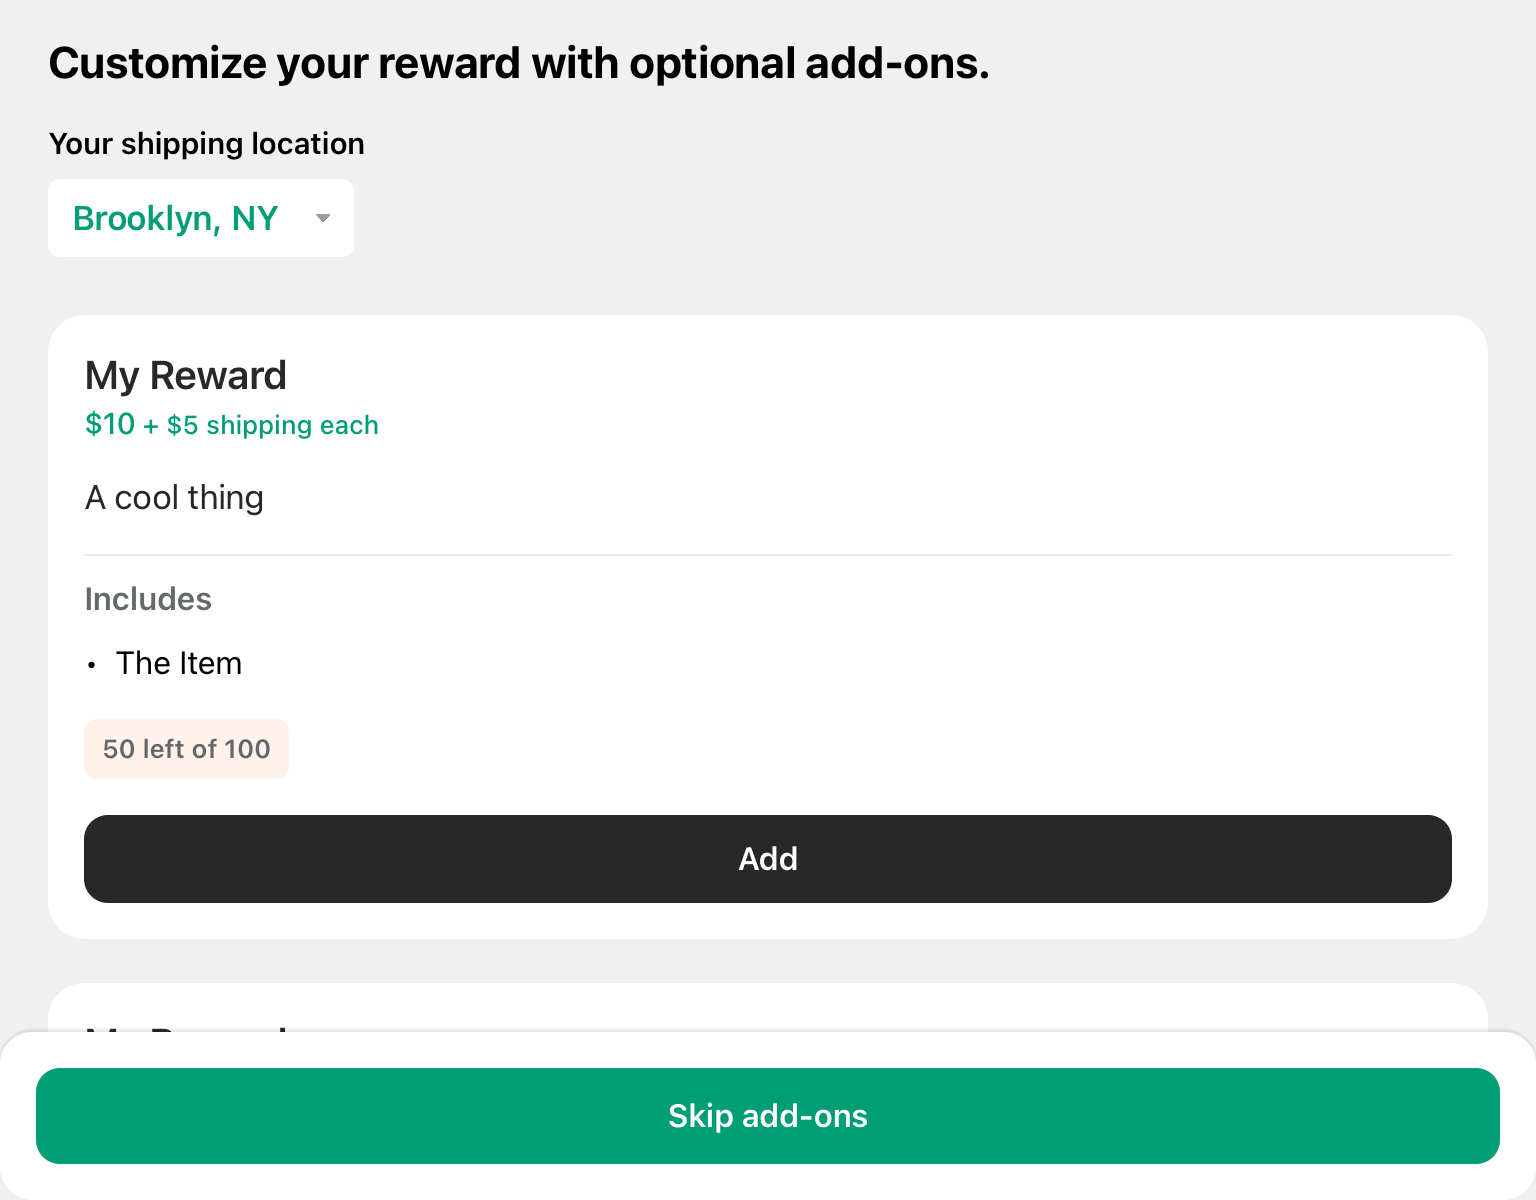 Customize your reward with optional add-ons.
Your shipping location
Brooklyn, NY
My Reward
$10 + $5 shipping each
A cool thing
Includes
• The Item
50 left of 100
Add
Skip add-ons